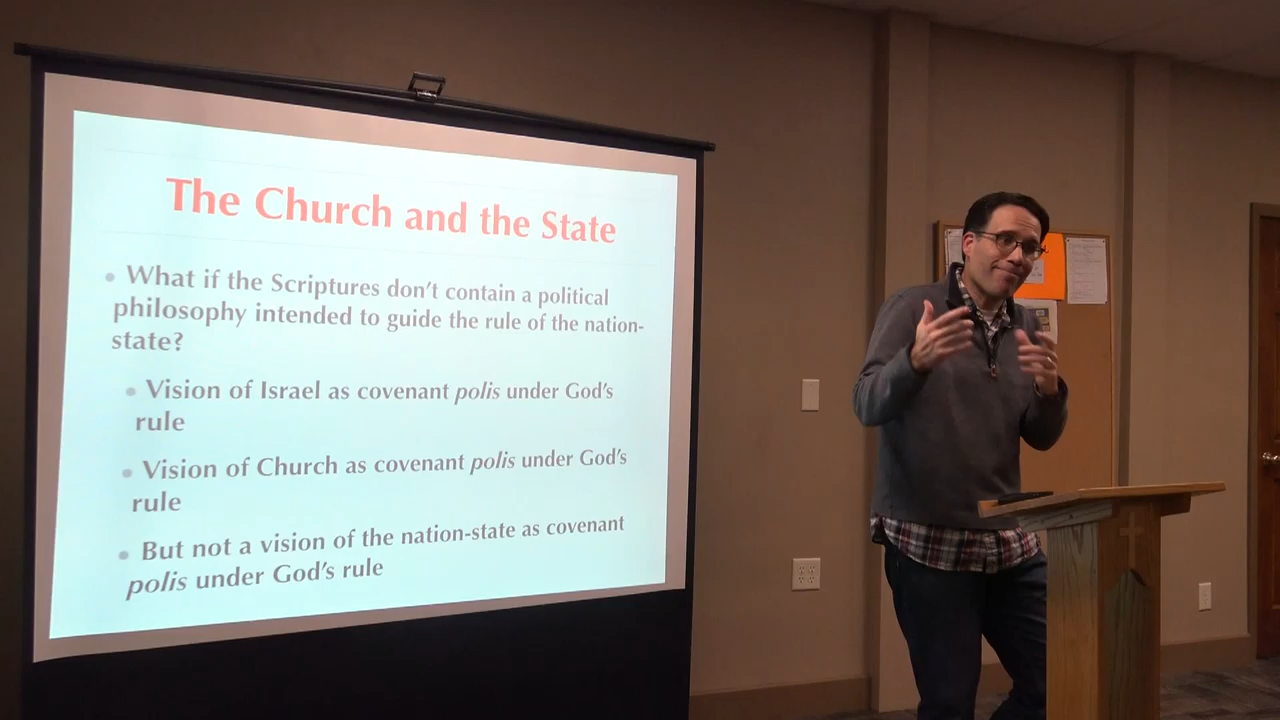 The Church and the State
• What if the Scriptures don't contain a political
philosophy intended to guide the rule of the nation-
state?
• Vision of Israel as covenant polis under God's
rule
• Vision of Church as covenant polis under God's
rule
• But not a vision of the nation-state as covenant
polis under God's rule